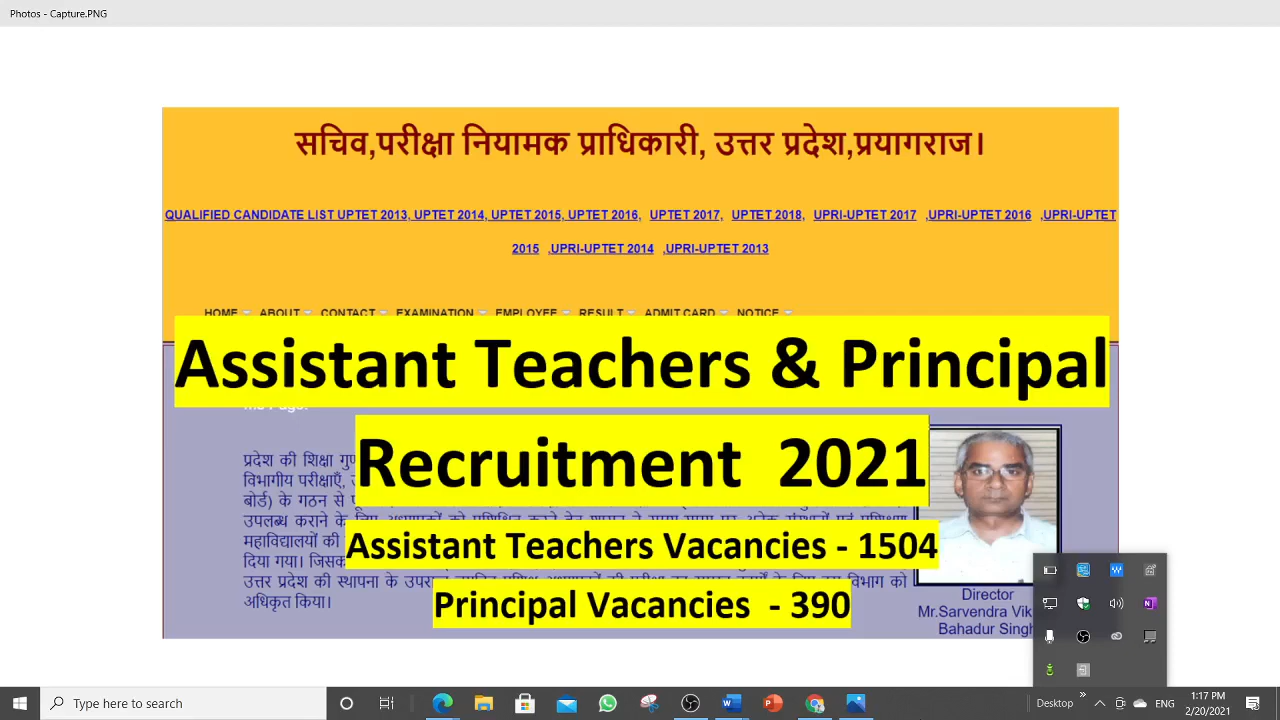 Photos - Capture.PNG
सचिव,परीक्षा नियामक प्राधिकारी, उत्तर प्रदेश,प्रयागराज।
QUALIFIED CANDIDATE LIST UPTET 2013, UPTET 2014, UPTET 2015, UPTET 2016, UPTET 2017, UPTET 2018, UPRI-UPTET 2017 ,UPRI-UPTET 2016 ,UPRI-UPTET
2015 ,UPRI-UPTET 2014 ,UPRI-UPTET 2013
HOME ABOUT CONTACT EXAMINATION EMPLOYEE RESULT ADMIT CARD NOTICE
Assistant Teachers & Principal
Recruitment 2021
प्रदेश की शिक्षा
विभागीय परीक्षाएँ,
बोर्ड) के गठन से
उपलब्ध कराने के
महाविद्यालयों की
Assistant Teachers Vacancies - 1504
दिया गया।
उत्तर प्रदेश की स्थापना के विभाग को
अधिकृत किया।
Principal Vacancies - 390
Director
Mr.Sarvendra
Bahadur Singh
Type here to search
Desktop
ENG
1:17 PM
2/20/2021